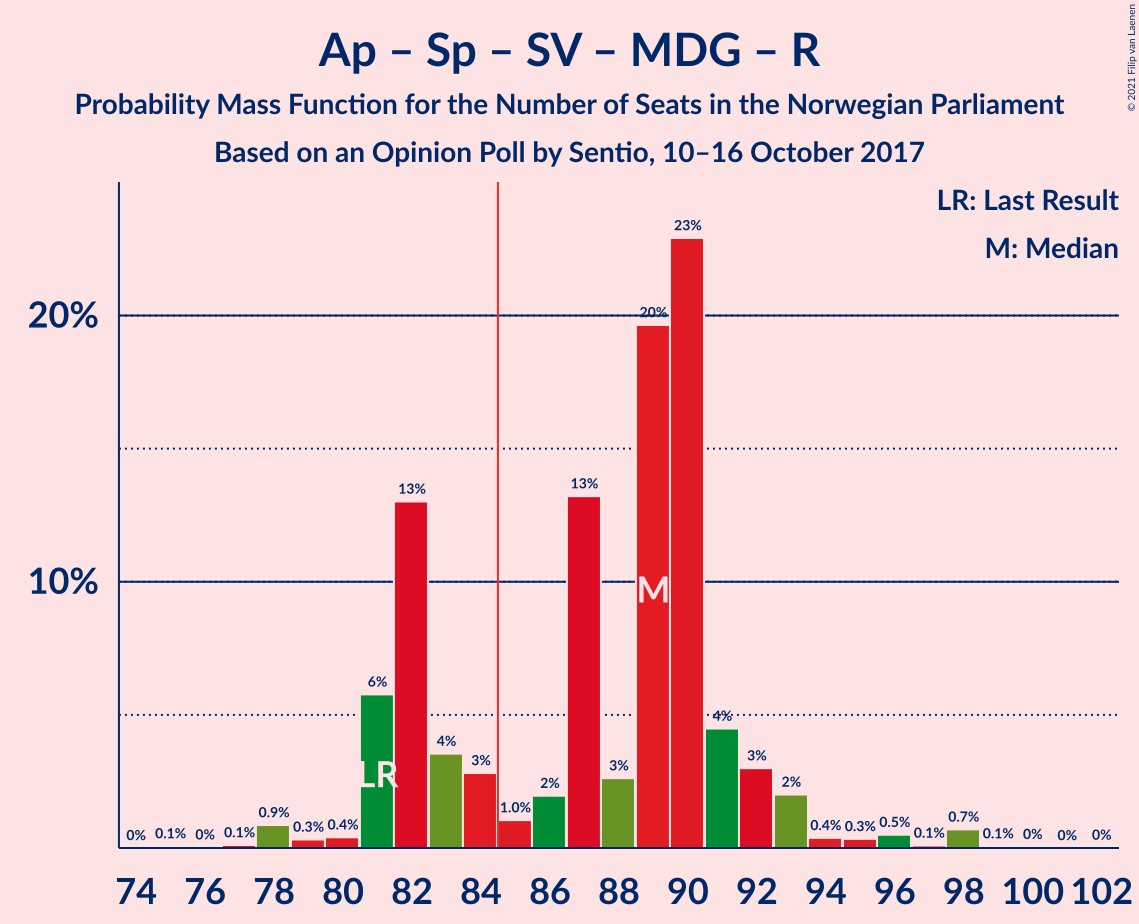 Ap – Sp – SV – MDG – R
Probability Mass Function for the Number of Seats in the Norwegian Parliament
Based on an Opinion Poll by Sentio, 10–16 October 2017
© 2021 Filip van Laenen
LR: Last Result
M: Median
20%
10%
0% 0.1% 0% 0.1% 0.9% 0.3% 0.4% 6% 13% 4% 3% 1.0% 2% 13% 3% 20% 23% 4% 3% 2% 0.4% 0.3% 0.5% 0.1% 0.7% 0.1% 0% 0% 0%
LR
M
74 76 78 80 82 84 86 88 90 92 94 96 98 100 102